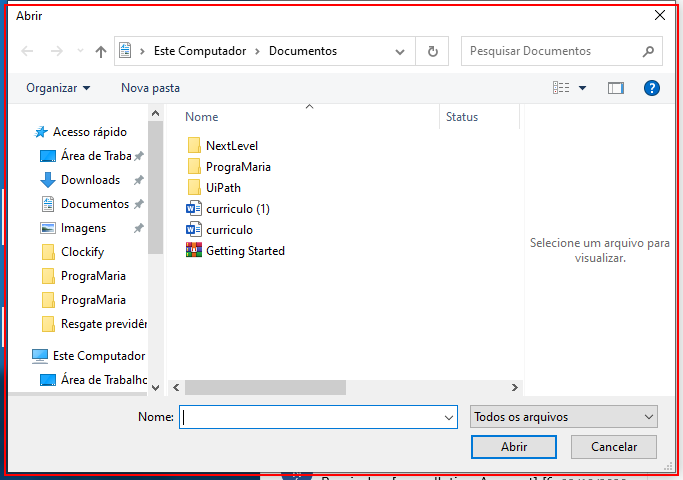 Abrir
Este Computador > Documentos
Pesquisar Documentos
Organizar
Nova pasta
Nome
Status
Acesso rápido
Área de Traba
Downloads
Documentos
Imagens
Clockify
PrograMaria
PrograMaria
Resgate previdên
Este Computador
Área de Trabalho
NextLevel
PrograMaria
UiPath
curriculo (1)
curriculo
Getting Started
Selecione um arquivo para
visualizar.
Nome:
Todos os arquivos
Abrir
Cancelar